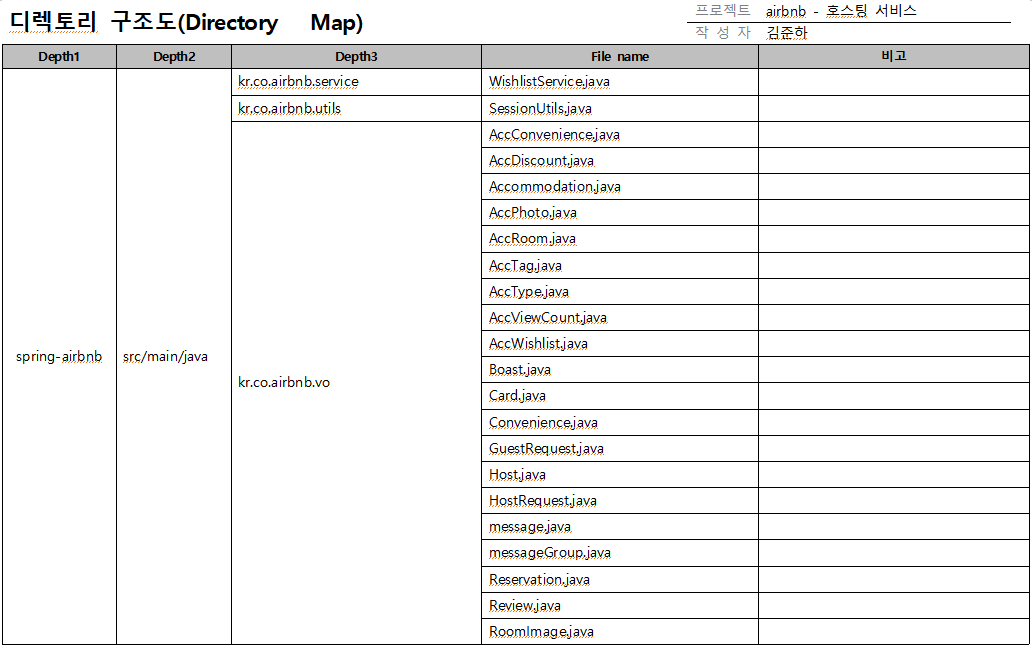 디렉토리 구조도(Directory Map)
프로젝트 airbnb - 호스팅 서비스
작 성 자 김준하
Depth1 Depth2 Depth3 File name 비고
kr.co.airbnb.service WishlistService.java
kr.co.airbnb.utils SessionUtils.java
AccConvenience.java
AccDiscount.java
Accommodation.java
AccPhoto.java
AccRoom.java
AccTag.java
AccType.java
AccViewCount.java
AccWishlist.java
spring-airbnb src/main/java
Boast.java
kr.co.airbnb.vo
Card.java
Convenience.java
GuestRequest.java
Host.java
HostRequest.java
message.java
messageGroup.java
Reservation.java
Review.java
RoomImage.java